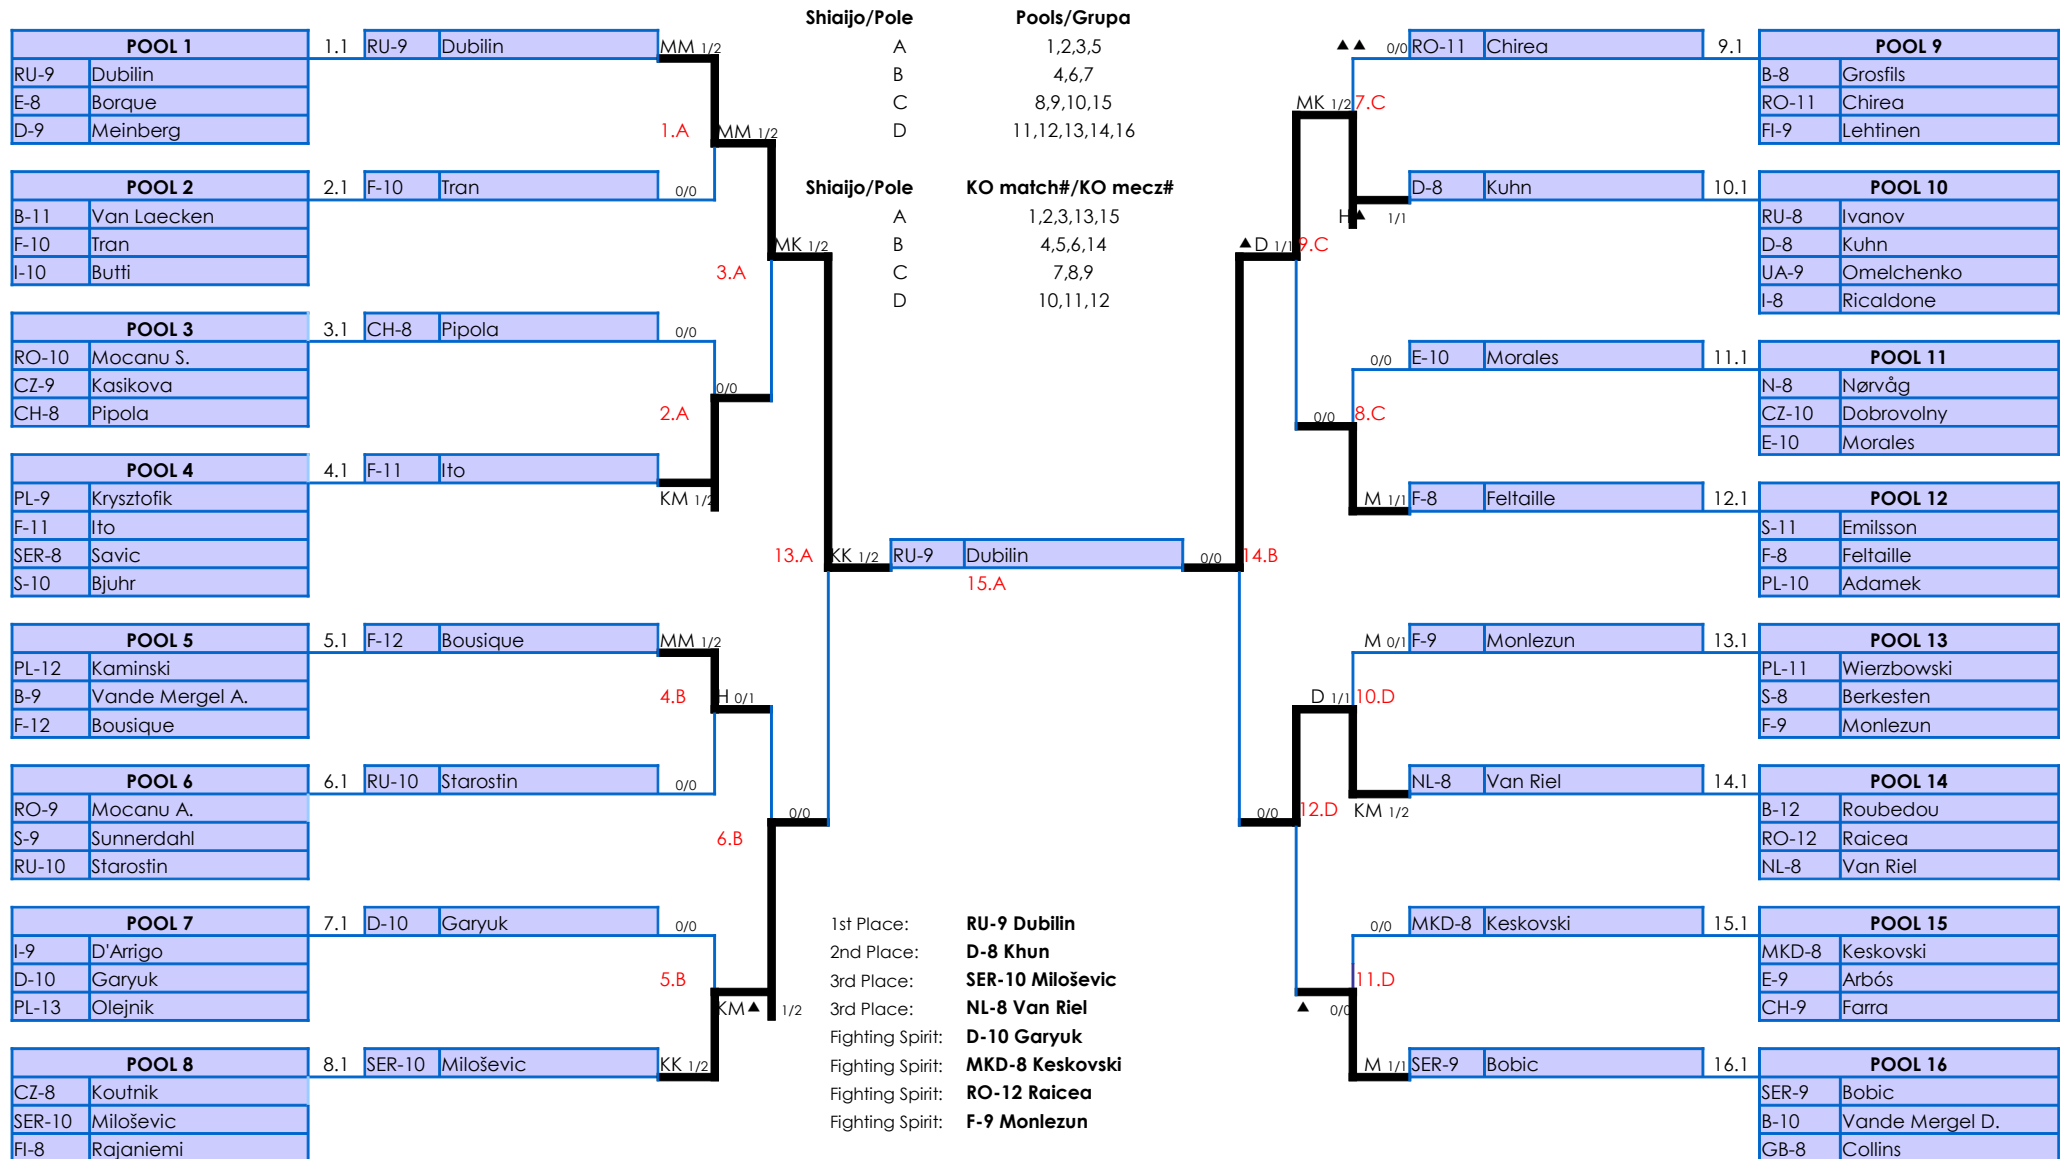 Shiaijo/Pole Pools/Grupa
A 1,2,3,5
B 4,6,7
C 8,9,10,15
D 11,12,13,14,16
Shiaijo/Pole KO match#/KO mecz#
A 1,2,3,13,15
B 4,5,6,14
C 7,8,9
D 10,11,12
POOL 1 1.1 RU-9 Dubilin MM 1/2
RU-9 Dubilin
E-8 Borque
D-9 Meinberg
1.A MM 1/2
POOL 2 2.1 F-10 Tran 0/0
B-11 Van Laecken
F-10 Tran
I-10 Butti
3.A MK 1/2
POOL 3 3.1 CH-8 Pipola 0/0
RO-10 Mocanu S.
CZ-9 Kasikova
CH-8 Pipola
2.A 0/0
POOL 4 4.1 F-11 Ito
KM 1/2
PL-9 Krysztofik
F-11 Ito
SER-8 Savic
S-10 Bjuhr
13.A KK 1/2 RU-9 Dubilin 0/0 14.B
15.A
POOL 5 5.1 F-12 Bousique MM 1/2
PL-12 Kaminski
B-9 Vande Mergel A.
F-12 Bousique
4.B H 0/1
POOL 6 6.1 RU-10 Starostin 0/0
RO-9 Mocanu A.
S-9 Sunnerdahl
RU-10 Starostin
6.B 0/0
POOL 7 7.1 D-10 Garyuk 0/0
I-9 D'Arrigo
D-10 Garyuk
PL-13 Olejnik
5.B
KM▲ 1/2
POOL 8 8.1 SER-10 Miloševic KK 1/2
CZ-8 Koutnik
SER-10 Miloševic
FI-8 Rajaniemi
1st Place: RU-9 Dubilin
2nd Place: D-8 Khun
3rd Place: SER-10 Miloševic
3rd Place: NL-8 Van Riel
Fighting Spirit: D-10 Garyuk
Fighting Spirit: MKD-8 Keskovski
Fighting Spirit: RO-12 Raicea
Fighting Spirit: F-9 Monlezun
▲▲ 0/0 RO-11 Chirea 9.1 POOL 9
B-8 Grosfils
RO-11 Chirea
FI-9 Lehtinen
MK 1/2 7.C
D-8 Kuhn 10.1 POOL 10
H▲ 1/1
RU-8 Ivanov
D-8 Kuhn
UA-9 Omelchenko
I-8 Ricaldone
▲D 1/1 9.C
0/0 E-10 Morales 11.1 POOL 11
N-8 Nørvåg
CZ-10 Dobrovolny
E-10 Morales
0/0 8.C
M 1/1 F-8 Feltaille 12.1 POOL 12
S-11 Emilsson
F-8 Feltaille
PL-10 Adamek
M 0/1 F-9 Monlezun 13.1 POOL 13
PL-11 Wierzbowski
S-8 Berkesten
F-9 Monlezun
D 1/1 10.D
NL-8 Van Riel 14.1 POOL 14
KM 1/2
B-12 Roubedou
RO-12 Raicea
NL-8 Van Riel
0/0 12.D
0/0 MKD-8 Keskovski 15.1 POOL 15
MKD-8 Keskovski
E-9 Arbós
CH-9 Farra
11.D
▲ 0/0
M 1/1 SER-9 Bobic 16.1 POOL 16
SER-9 Bobic
B-10 Vande Mergel D.
GB-8 Collins